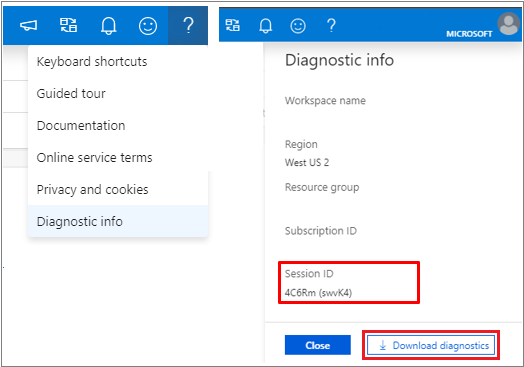 ?
Keyboard shortcuts
Guided tour
Documentation
Online service terms
Privacy and cookies
Diagnostic info
?
MICROSOFT
Diagnostic info
Workspace name
Region
West US 2
Resource group
Subscription ID
Session ID
4C6Rm (swvK4)
Close
Download diagnostics